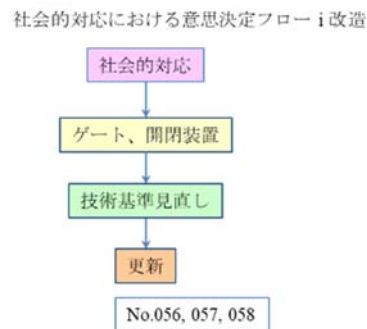 社会的対応における意思決定フロー i 改造
社会的対応
ゲート、開閉装置
技術基準見直し
更新
No.056, 057, 058